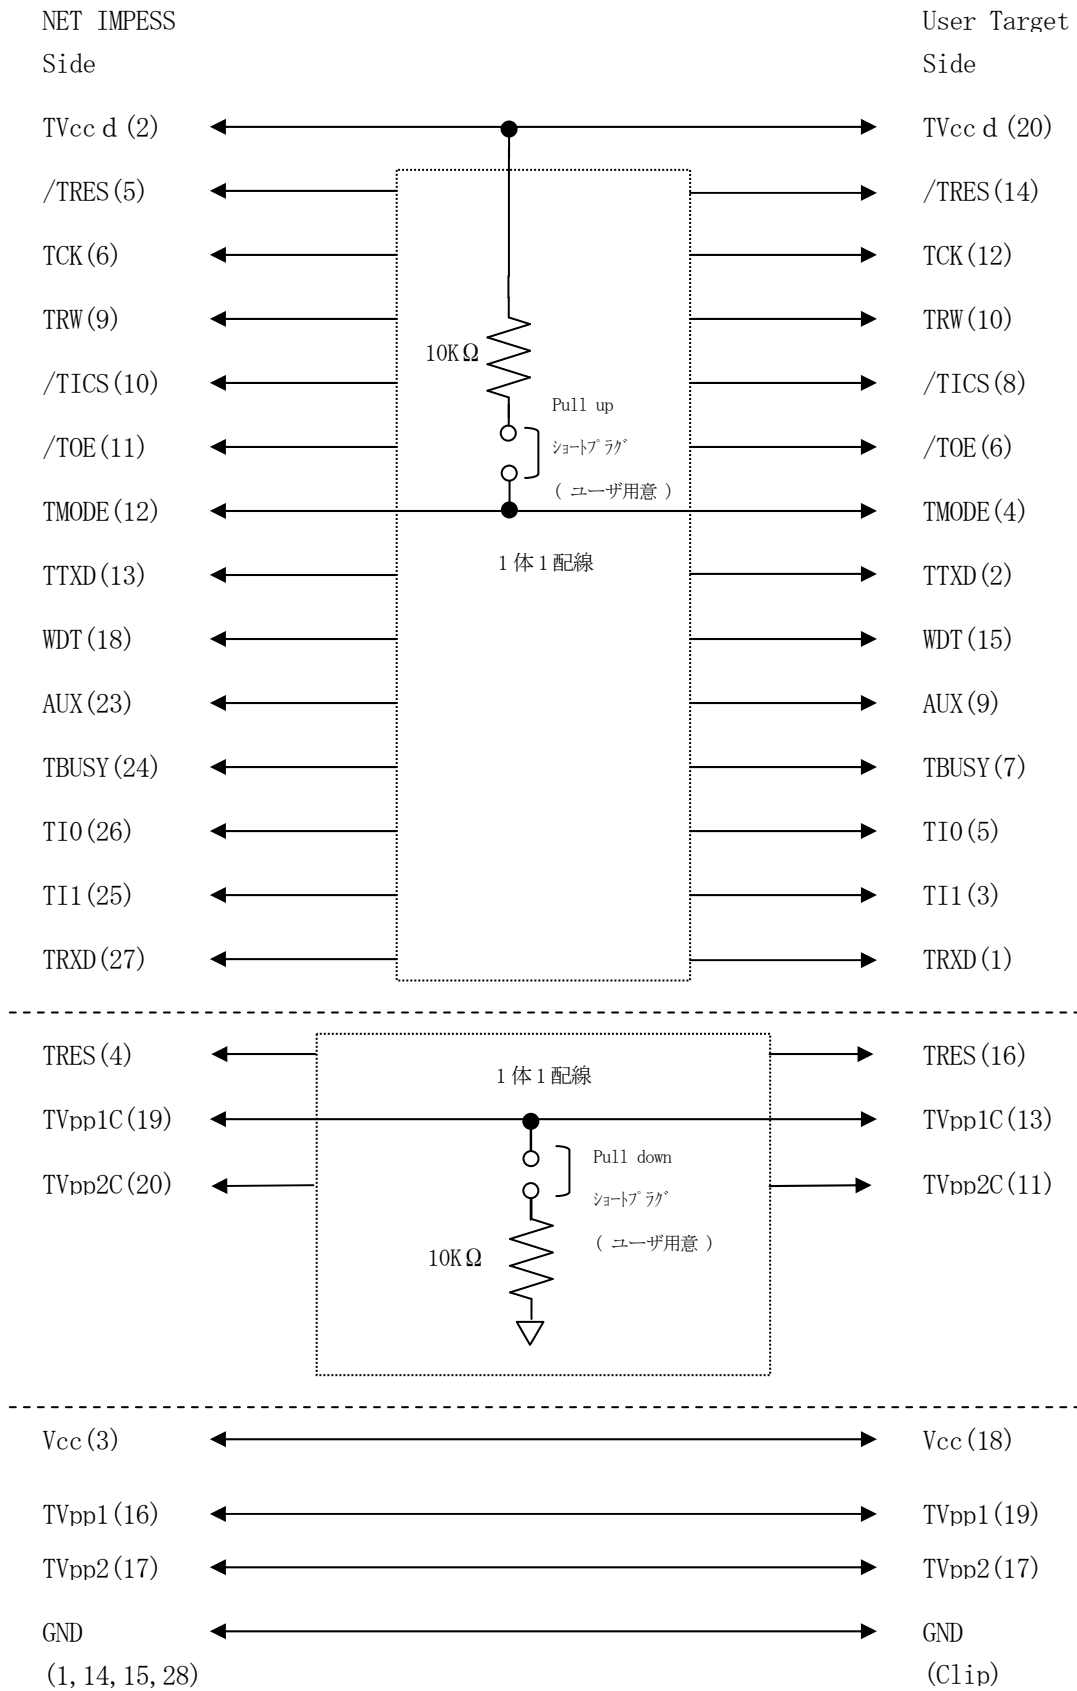 NET IMPESS
Side
User Target
Side
TVccd(2)
TVccd(20)
/TRES(5)
/TRES(14)
TCK(6)
TCK(12)
TRW(9)
TRW(10)
10KΩ
/TICS(10)
/TICS(8)
Pull up
ｼｮｰﾄﾌﾟﾗｸﾞ
( ユーザ用意 )
/TOE(11)
/TOE(6)
TMODE(12)
TMODE(4)
1体1配線
TTXD(13)
TTXD(2)
WDT(18)
WDT(15)
AUX(23)
AUX(9)
TBUSY(24)
TBUSY(7)
TI0(26)
TI0(5)
TI1(25)
TI1(3)
TRXD(27)
TRXD(1)
TRES(4)
TRES(16)
1体1配線
TVpp1C(19)
TVpp1C(13)
TVpp2C(20)
TVpp2C(11)
Pull down
ｼｮｰﾄﾌﾟﾗｸﾞ
( ユーザ用意 )
10KΩ
Vcc(3)
Vcc(18)
TVpp1(16)
TVpp1(19)
TVpp2(17)
TVpp2(17)
GND
(1,14,15,28)
GND
(Clip)